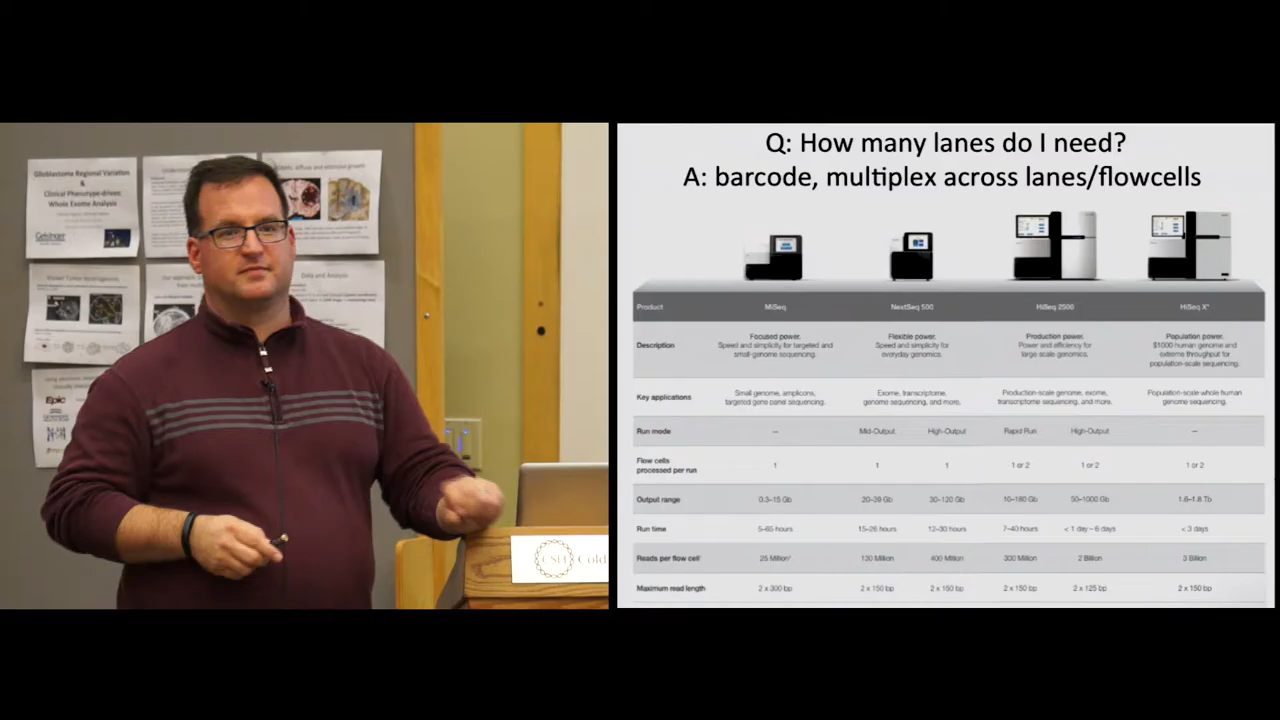 Glioblastoma Regional Variation
&
Clinical Phenotype-driven
Whole Exome Analysis
Geisinger
Data and Analysis
Epic
CSH Cold
Q: How many lanes do I need?
A: barcode, multiplex across lanes/flowcells
Product MiSeq NextSeq 500 HiSeq 2500 HiSeq X*
Description
Focused power.
Speed and simplicity for targeted and
small-genome sequencing.
Flexible power.
Speed and simplicity for
everyday genomics.
Production power.
Power and efficiency for
large scale genomics.
Population power.
$1000 human genome and
extreme throughput for
population-scale sequencing.
Key applications
Small genome, amplicons,
targeted gene panel sequencing.
Exome, transcriptome,
genome sequencing, and more.
Production-scale genome, exome,
transcriptome sequencing, and more.
Population-scale whole human
genome sequencing.
Run mode — Mid-Output High-Output Rapid Run High-Output —
Flow cells
processed per run
1 1 1 1 or 2 1 or 2 1 or 2
Output range 0.3–15 Gb 20–39 Gb 30–120 Gb 10–180 Gb 50–1000 Gb 1.6–1.8 Tb
Run time 5–65 hours 15–26 hours 12–30 hours 7–40 hours < 1 day – 6 days < 3 days
Reads per flow cell 25 Million 130 Million 400 Million 300 Million 2 Billion 3 Billion
Maximum read length 2 x 300 bp 2 x 150 bp 2 x 150 bp 2 x 150 bp 2 x 125 bp 2 x 150 bp